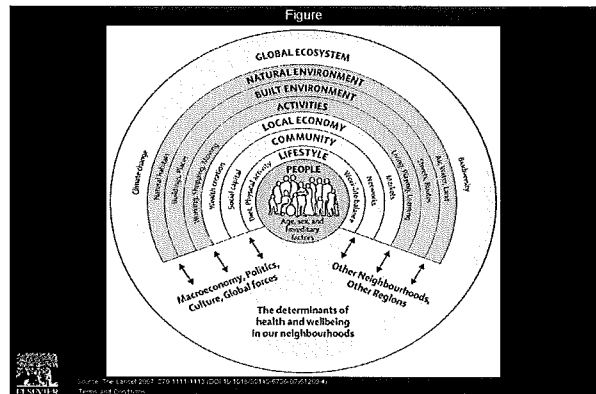 Figure
GLOBAL ECOSYSTEM
NATURAL ENVIRONMENT
BUILT ENVIRONMENT
ACTIVITIES
LOCAL ECONOMY
COMMUNITY
LIFESTYLE
PEOPLE
Climate change
Natural habitats
Buildings, Places
Working, Shopping, Moving
Wealth creation
Social capital
Diet, Physical activity
Work-life balance
Networks
Markets
Living, Playing, Learning
Streets, Routes
Air, Water, Land
Biodiversity
Age, sex, and
hereditary
factors
Macroeconomy, Politics,
Culture, Global forces
Other Neighbourhoods,
Other Regions
The determinants of
health and wellbeing
in our neighbourhoods
ELSEVIER
Source: The Lancet
Terms and Conditions